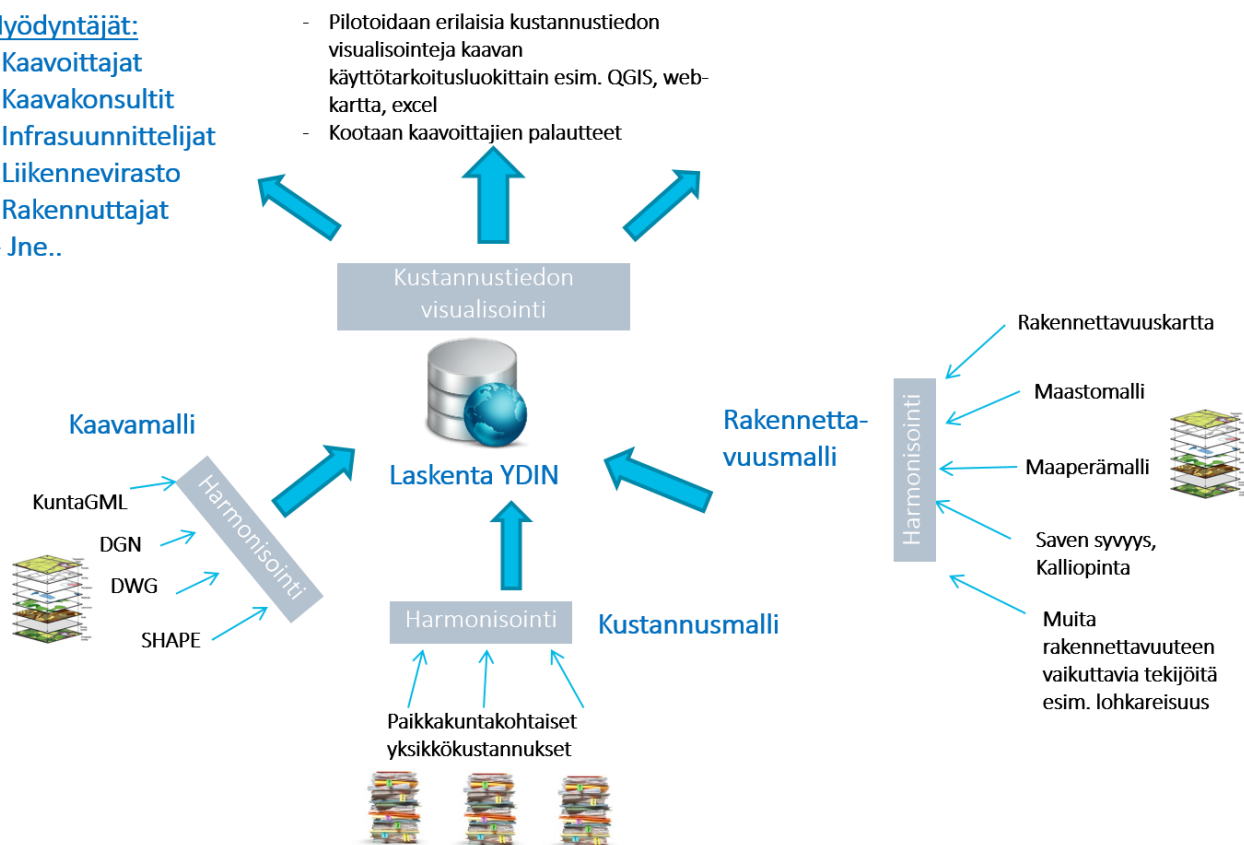 yödyntäjät:
Kaavoittajat
Kaavakonsultit
Infrasuunnittelijat
Liikennevirasto
Rakennuttajat
Jne..
- Pilotoidaan erilaisia kustannustiedon
visualisointeja kaavan
käyttötarkoitusluokittain esim. QGIS, web-
kartta, excel
- Kootaan kaavoittajien palautteet
Kustannustiedon
visualisointi
Laskenta YDIN
Kaavamalli
Harmonisointi
KuntaGML
DGN
DWG
SHAPE
Harmonisointi
Kustannusmalli
Paikkakuntakohtaiset
yksikkökustannukset
Rakennetta-
vuusmalli
Harmonisointi
Rakennettavuuskartta
Maastomalli
Maaperämalli
Saven syvyys,
Kalliopinta
Muita
rakennettavuuteen
vaikuttavia tekijöitä
esim. lohkareisuus